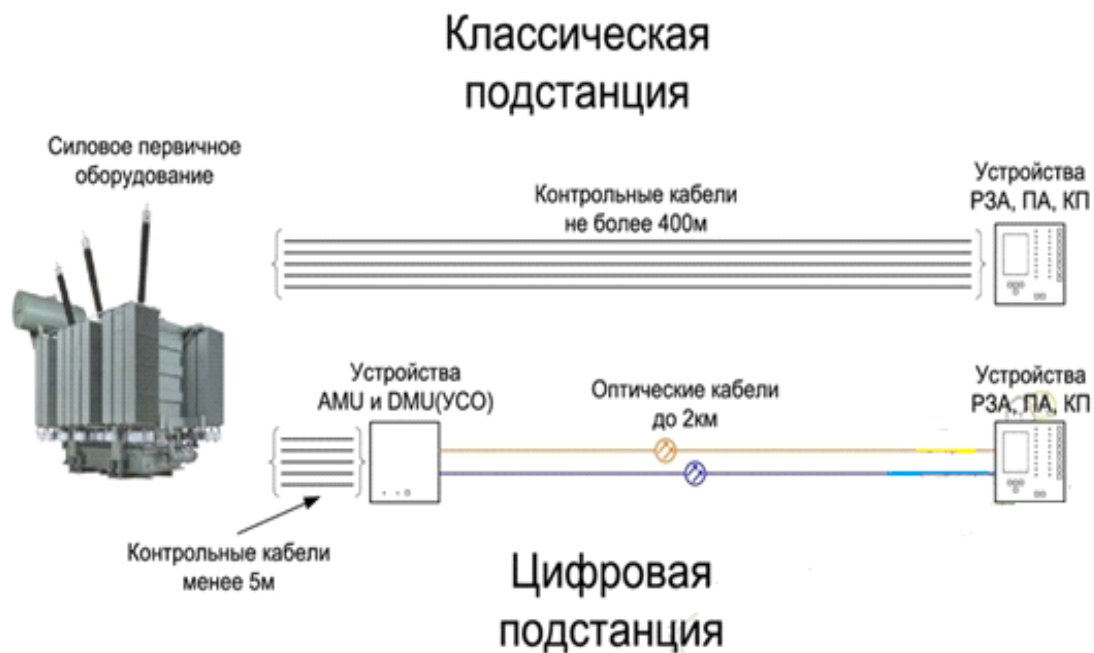 Классическая
подстанция
Силовое первичное
оборудование
Контрольные кабели
не более 400м
Устройства
РЗА, ПА, КП
Устройства
AMU и DMU(УСО)
Оптические кабели
до 2км
Устройства
РЗА, ПА, КП
Контрольные кабели
менее 5м
Цифровая
подстанция